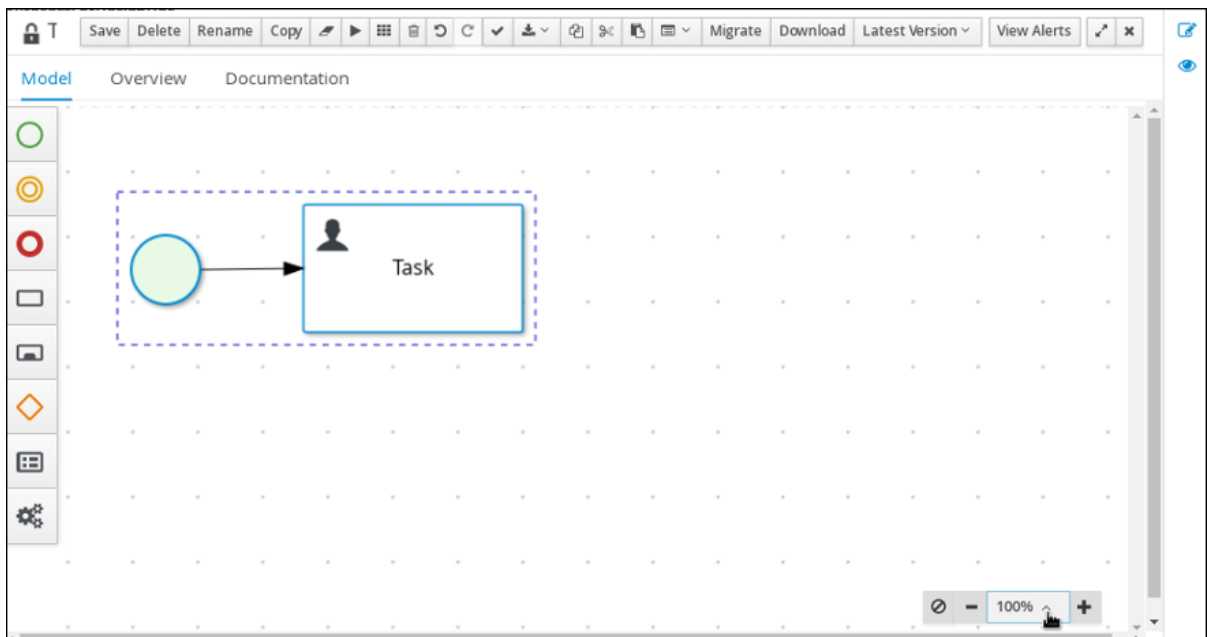 T Save Delete Rename Copy Migrate Download Latest Version View Alerts
Model Overview Documentation
Task
100%